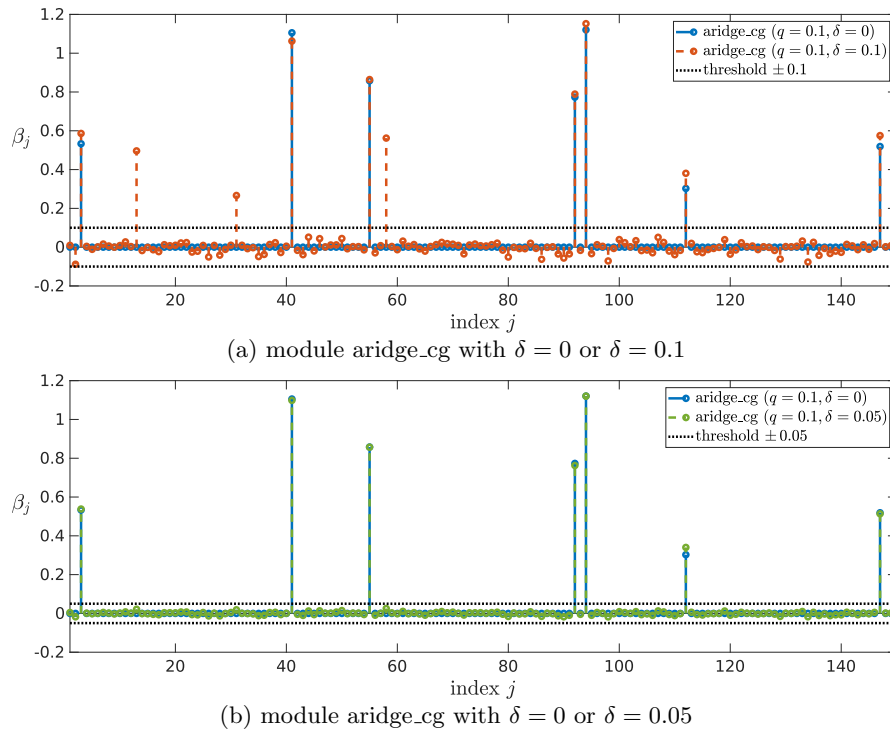 1.2
1
0.8
0.6
0.4
0.2
0
-0.2
β_j
aridge_cg (q = 0.1, δ = 0)
aridge_cg (q = 0.1, δ = 0.1)
threshold ± 0.1
20 40 60 80 100 120 140
index j
(a) module aridge_cg with δ = 0 or δ = 0.1
1.2
1
0.8
0.6
0.4
0.2
0
-0.2
β_j
aridge_cg (q = 0.1, δ = 0)
aridge_cg (q = 0.1, δ = 0.05)
threshold ± 0.05
20 40 60 80 100 120 140
index j
(b) module aridge_cg with δ = 0 or δ = 0.05